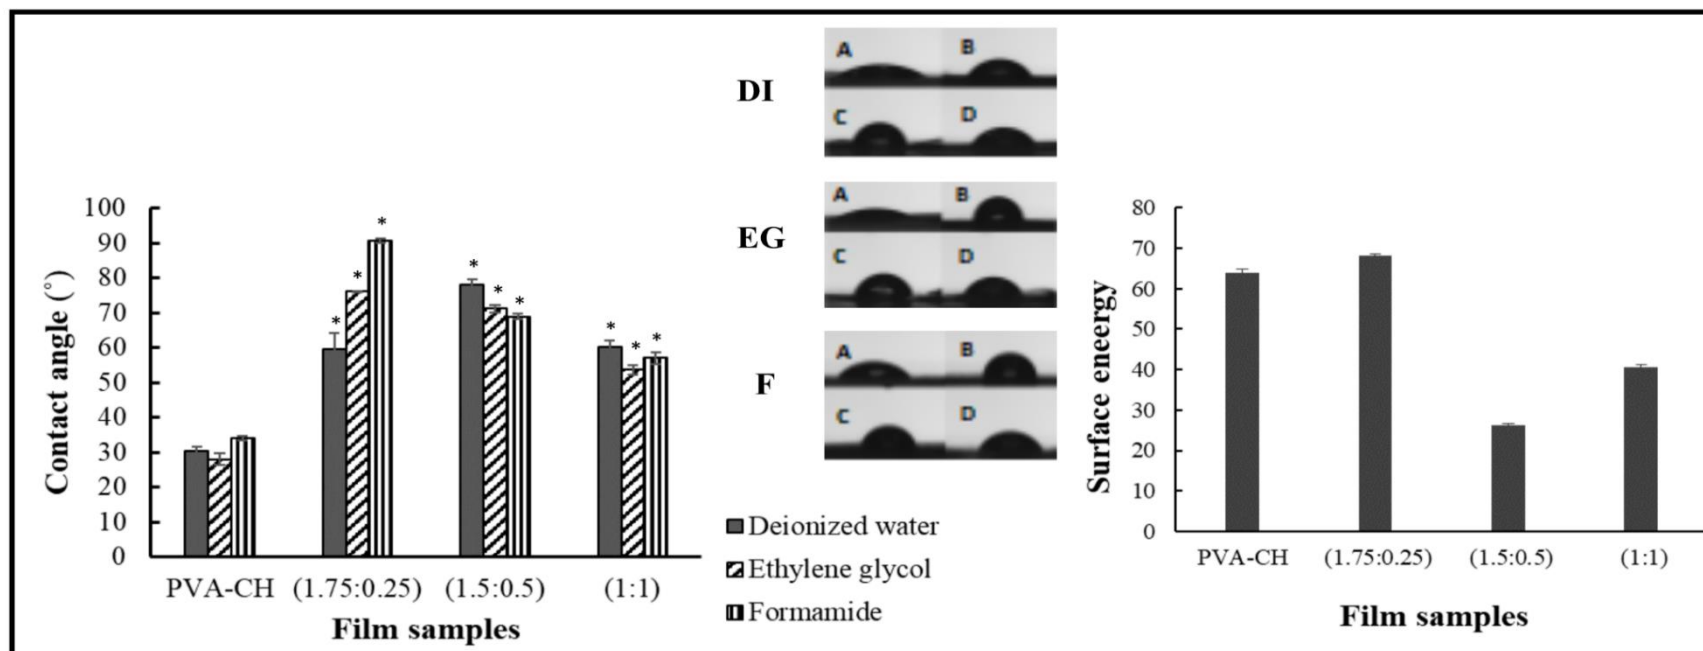 100
90
80
70
60
50
40
30
20
10
0
Contact angle (°)
* * *
* * *
* * *
PVA-CH (1.75:0.25) (1.5:0.5) (1:1)
Film samples
DI
A B
C D
EG
A B
C D
F
A B
C D
Deionized water
Ethylene glycol
Formamide
80
70
60
50
40
30
20
10
0
Surface eneergy
PVA-CH (1.75:0.25) (1.5:0.5) (1:1)
Film samples